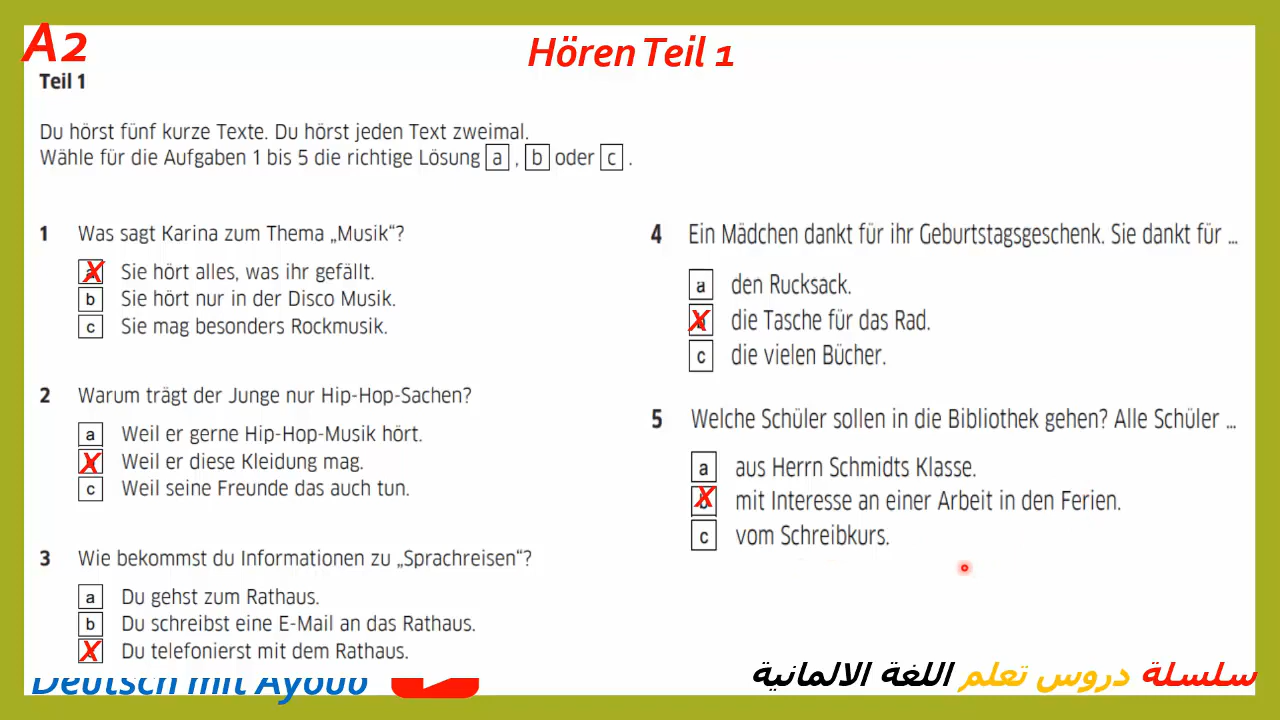 A2
Hören Teil 1
Teil 1
Du hörst fünf kurze Texte. Du hörst jeden Text zweimal.
Wähle für die Aufgaben 1 bis 5 die richtige Lösung a , b oder c .
1 Was sagt Karina zum Thema „Musik“?
a Sie hört alles, was ihr gefällt.
b Sie hört nur in der Disco Musik.
c Sie mag besonders Rockmusik.
2 Warum trägt der Junge nur Hip-Hop-Sachen?
a Weil er gerne Hip-Hop-Musik hört.
X Weil er diese Kleidung mag.
c Weil seine Freunde das auch tun.
3 Wie bekommst du Informationen zu „Sprachreisen“?
a Du gehst zum Rathaus.
b Du schreibst eine E-Mail an das Rathaus.
X Du telefonierst mit dem Rathaus.
4 Ein Mädchen dankt für ihr Geburtstagsgeschenk. Sie dankt für ...
a den Rucksack.
X die Tasche für das Rad.
c die vielen Bücher.
5 Welche Schüler sollen in die Bibliothek gehen? Alle Schüler ...
a aus Herrn Schmidts Klasse.
b mit Interesse an einer Arbeit in den Ferien.
c vom Schreibkurs.
Deutsch mit Ayoub
سلسلة دروس تعلم اللغة الالمانية